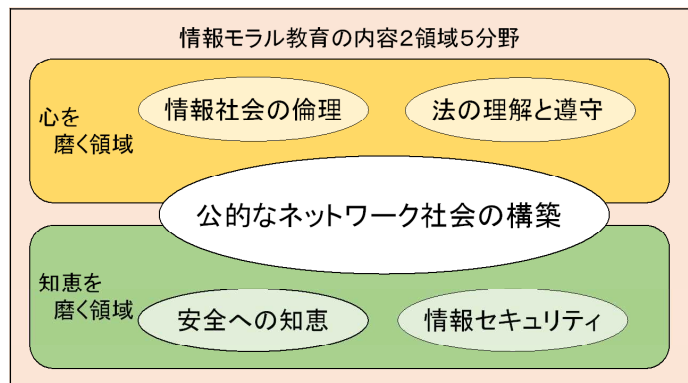 情報モラル教育の内容2領域5分野
心を
磨く領域
情報社会の倫理
法の理解と遵守
公的なネットワーク社会の構築
知恵を
磨く領域
安全への知恵
情報セキュリティ